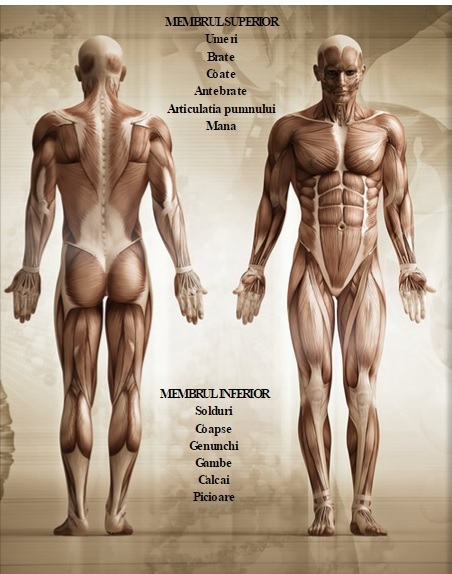 MEMBRUL SUPERIOR
Umeri
Brate
Coate
Antebrate
Articulatia pumnului
Mana
MEMBRUL INFERIOR
Solduri
Coapse
Genunchi
Gambe
Calcai
Picioare